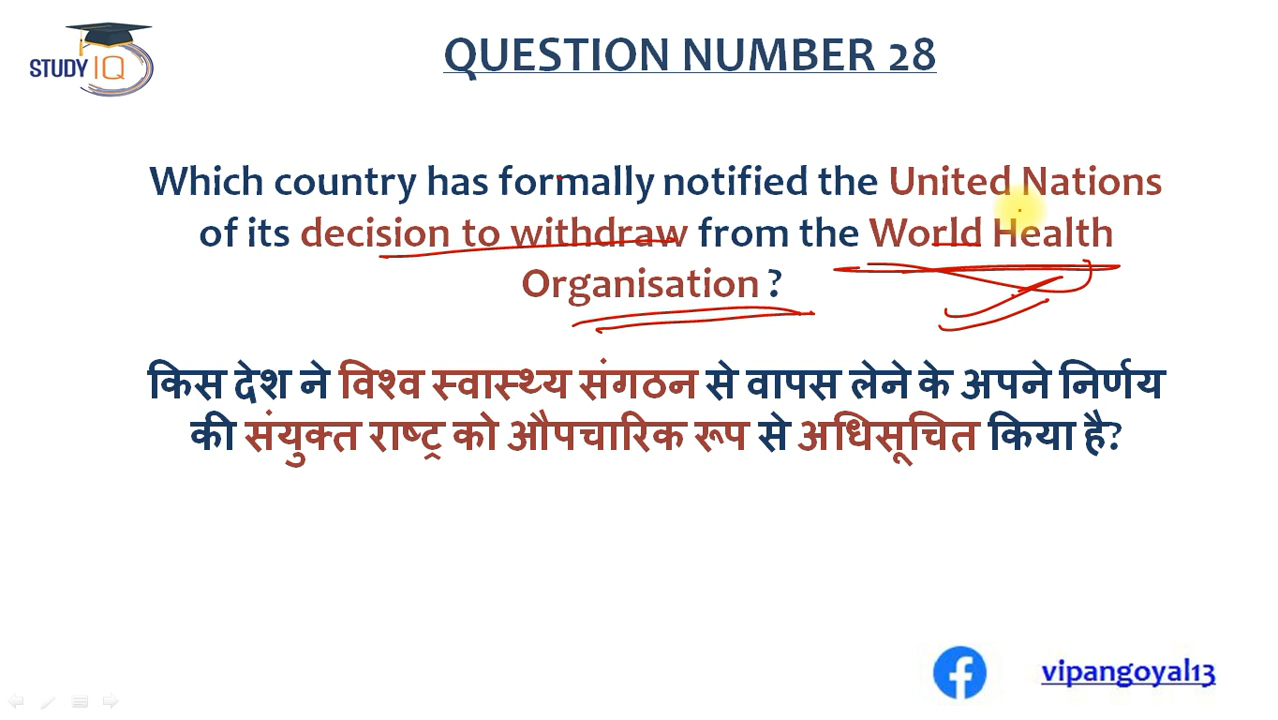 STUDY IQ
QUESTION NUMBER 28
Which country has formally notified the United Nations
of its decision to withdraw from the World Health
Organisation ?
किस देश ने विश्व स्वास्थ्य संगठन से वापस लेने के अपने निर्णय
की संयुक्त राष्ट्र को औपचारिक रूप से अधिसूचित किया है?
vipangoyal13